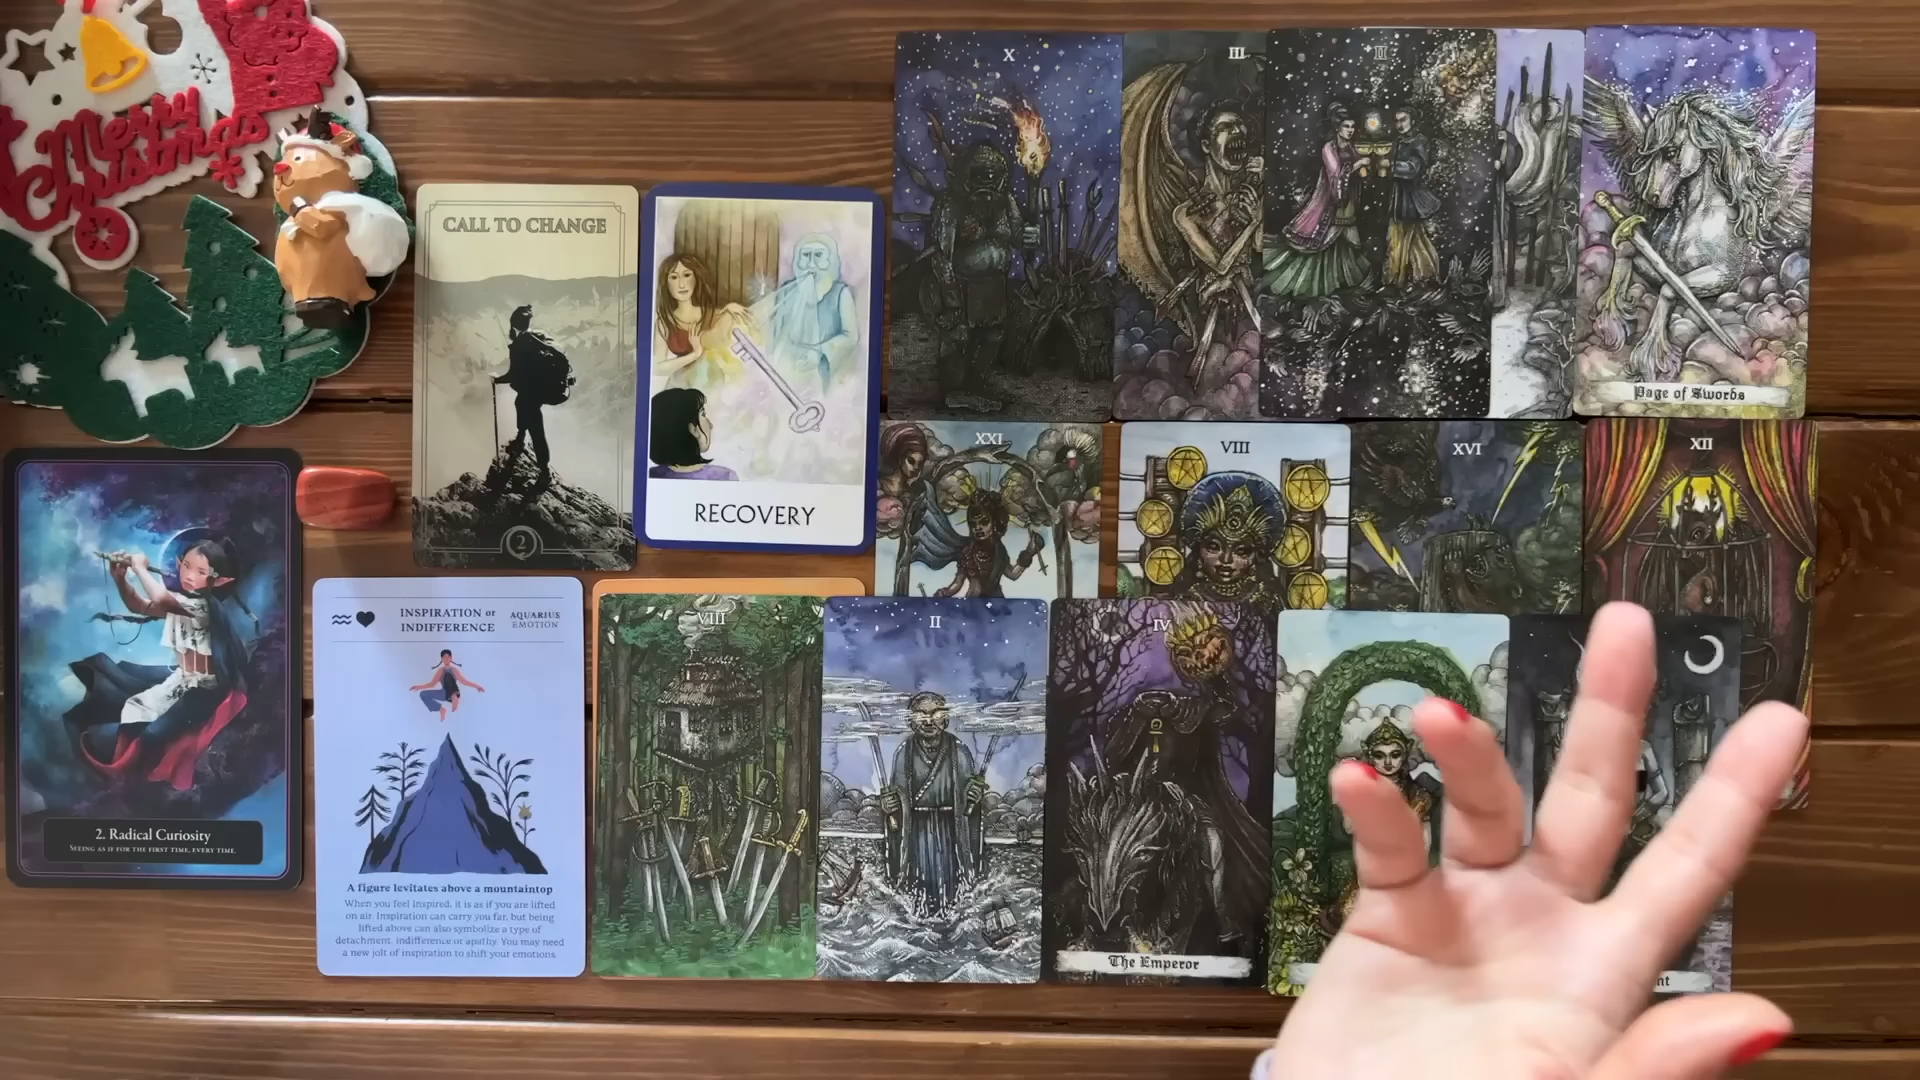 Merry
Christmas
CALL TO CHANGE
2
RECOVERY
X
III
II
Page of Swords
XXI
VIII
XVI
XII
2. Radical Curiosity
SEEING AS IF FOR THE FIRST TIME, EVERY TIME.
INSPIRATION or
INDIFFERENCE
AQUARIUS
EMOTION
A figure levitates above a mountaintop
When you feel inspired, it is as if you are lifted
on air. Inspiration can carry you far, but being
lifted above can also symbolize a type of
detachment, indifference or apathy. You may need
a new jolt of inspiration to shift your emotions.
VIII
II
IV
The Emperor
nt